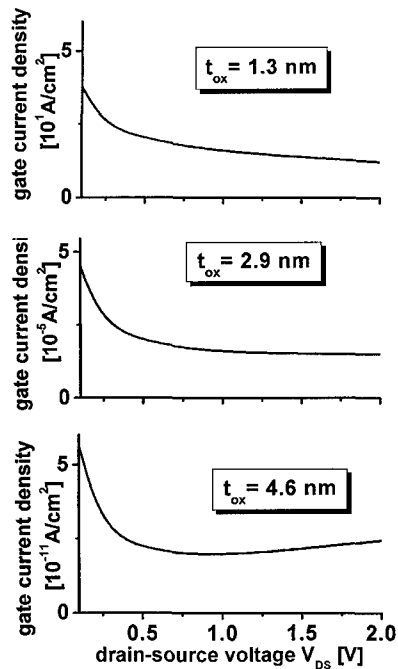 gate current density
[10¹A/cm²]
5
0
t_ox = 1.3 nm
gate current densi
[10⁻⁵A/cm²]
5
0
t_ox = 2.9 nm
gate current density
[10⁻¹¹A/cm²]
5
0
t_ox = 4.6 nm
0.5 1.0 1.5 2.0
drain-source voltage V_DS [V]